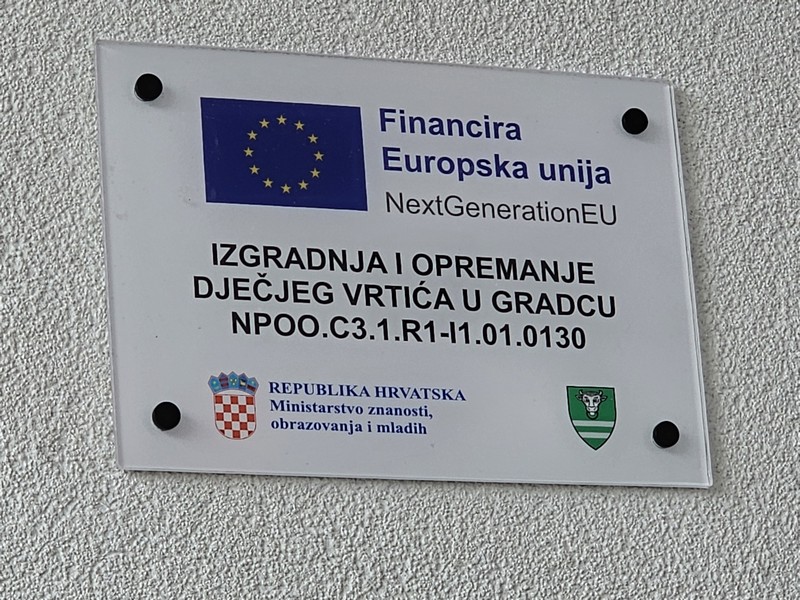 Financira
Europska unija
NextGenerationEU
IZGRADNJA I OPREMANJE
DJEČJEG VRTIĆA U GRADCU
NPOO.C3.1.R1-I1.01.0130
REPUBLIKA HRVATSKA
Ministarstvo znanosti,
obrazovanja i mladih